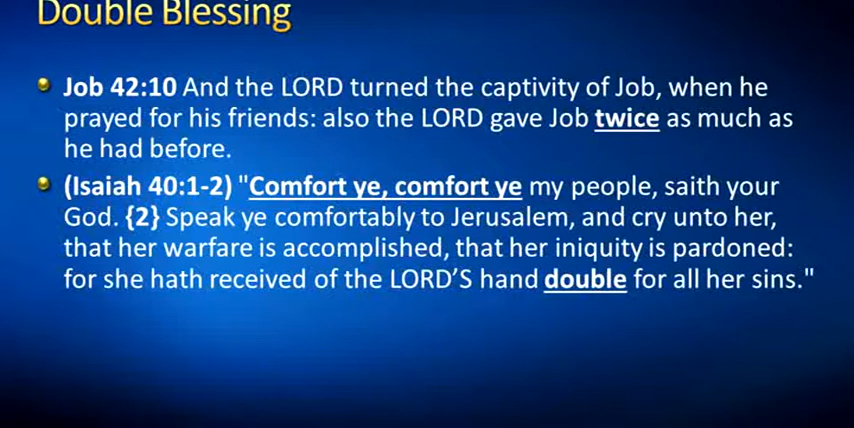 Double Blessing
Job 42:10 And the LORD turned the captivity of Job, when he
prayed for his friends: also the LORD gave Job twice as much as
he had before.
(Isaiah 40:1-2) "Comfort ye, comfort ye my people, saith your
God. {2} Speak ye comfortably to Jerusalem, and cry unto her,
that her warfare is accomplished, that her iniquity is pardoned:
for she hath received of the LORD’S hand double for all her sins."